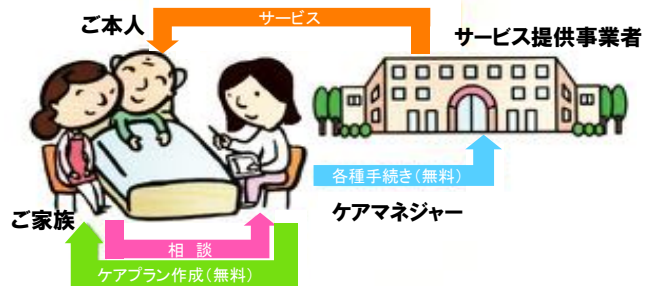 サービス
ご本人
サービス提供事業者
各種手続き(無料)
ケアマネジャー
ご家族
相 談
ケアプラン作成(無料)